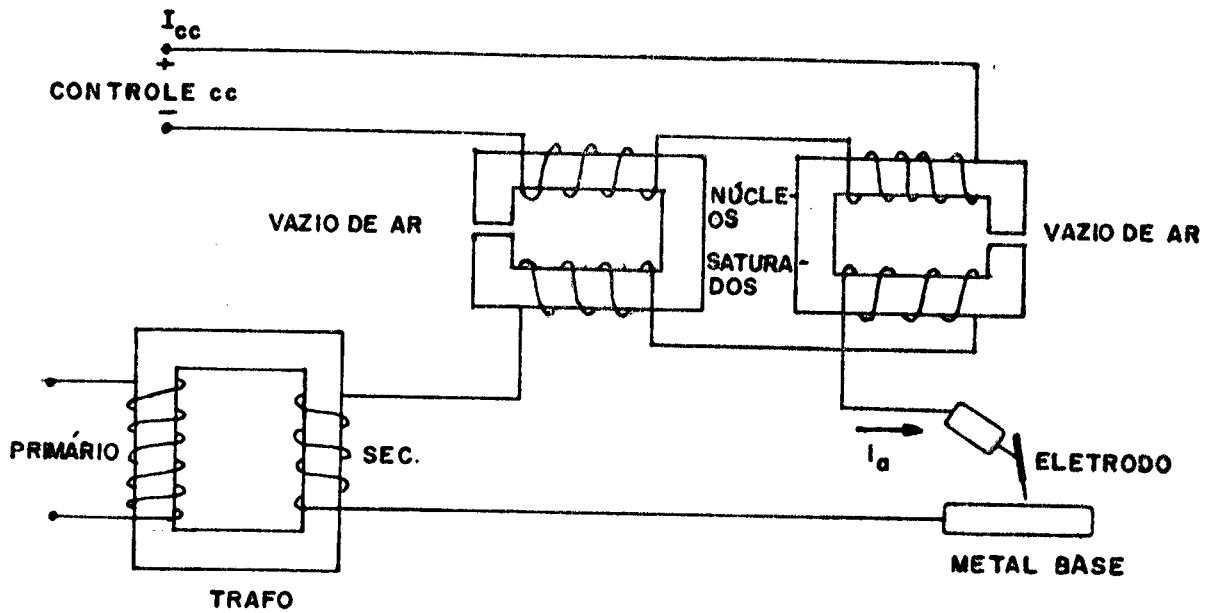 Icc
+
CONTROLE cc
−
VAZIO DE AR
NÚCLE-
OS
SATURA-
DOS
VAZIO DE AR
PRIMÁRIO
SEC.
Ia
ELETRODO
METAL BASE
TRAFO